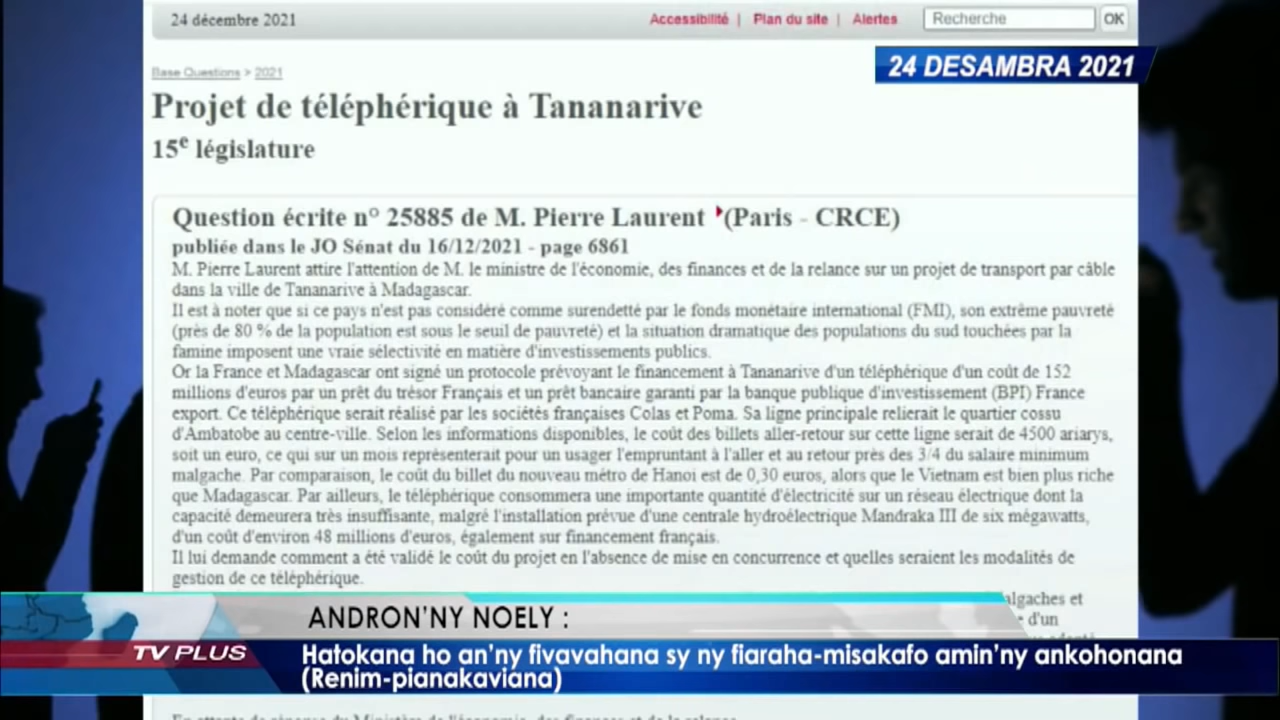 24 décembre 2021
Accessibilité | Plan du site | Alertes
Recherche
OK
24 DESAMBRA 2021
Base Questions > 2021
Projet de téléphérique à Tananarive
15e législature
Question écrite n° 25885 de M. Pierre Laurent (Paris - CRCE)
publiée dans le JO Sénat du 16/12/2021 - page 6861
M. Pierre Laurent attire l'attention de M. le ministre de l'économie, des finances et de la relance sur un projet de transport par câble
dans la ville de Tananarive à Madagascar.
Il est à noter que si ce pays n'est pas considéré comme surendetté par le fonds monétaire international (FMI), son extrême pauvreté
(près de 80 % de la population est sous le seuil de pauvreté) et la situation dramatique des populations du sud touchées par la
famine imposent une vraie sélectivité en matière d'investissements publics.
Or la France et Madagascar ont signé un protocole prévoyant le financement à Tananarive d'un téléphérique d'un coût de 152
millions d'euros par un prêt du trésor Français et un prêt bancaire garanti par la banque publique d'investissement (BPI) France
export. Ce téléphérique serait réalisé par les sociétés françaises Colas et Poma. Sa ligne principale relierait le quartier cossu
d'Ambatobe au centre-ville. Selon les informations disponibles, le coût des billets aller-retour sur cette ligne serait de 4500 ariarys,
soit un euro, ce qui sur un mois représenterait pour un usager l'empruntant à l'aller et au retour près des 3/4 du salaire minimum
malgache. Par comparaison, le coût du billet du nouveau métro de Hanoi est de 0,30 euros, alors que le Vietnam est bien plus riche
que Madagascar. Par ailleurs, le téléphérique consommera une importante quantité d'électricité sur un réseau électrique dont la
capacité demeurera très insuffisante, malgré l'installation prévue d'une centrale hydroélectrique Mandraka III de six mégawatts,
d'un coût d'environ 48 millions d'euros, également sur financement français.
Il lui demande comment a été validé le coût du projet en l'absence de mise en concurrence et quelles seraient les modalités de
gestion de ce téléphérique.
algaches et
d'un
ANDRON'NY NOELY :
TV PLUS
Hatokana ho an'ny fivavahana sy ny fiaraha-misakafo amin'ny ankohonana
(Renim-pianakaviana)